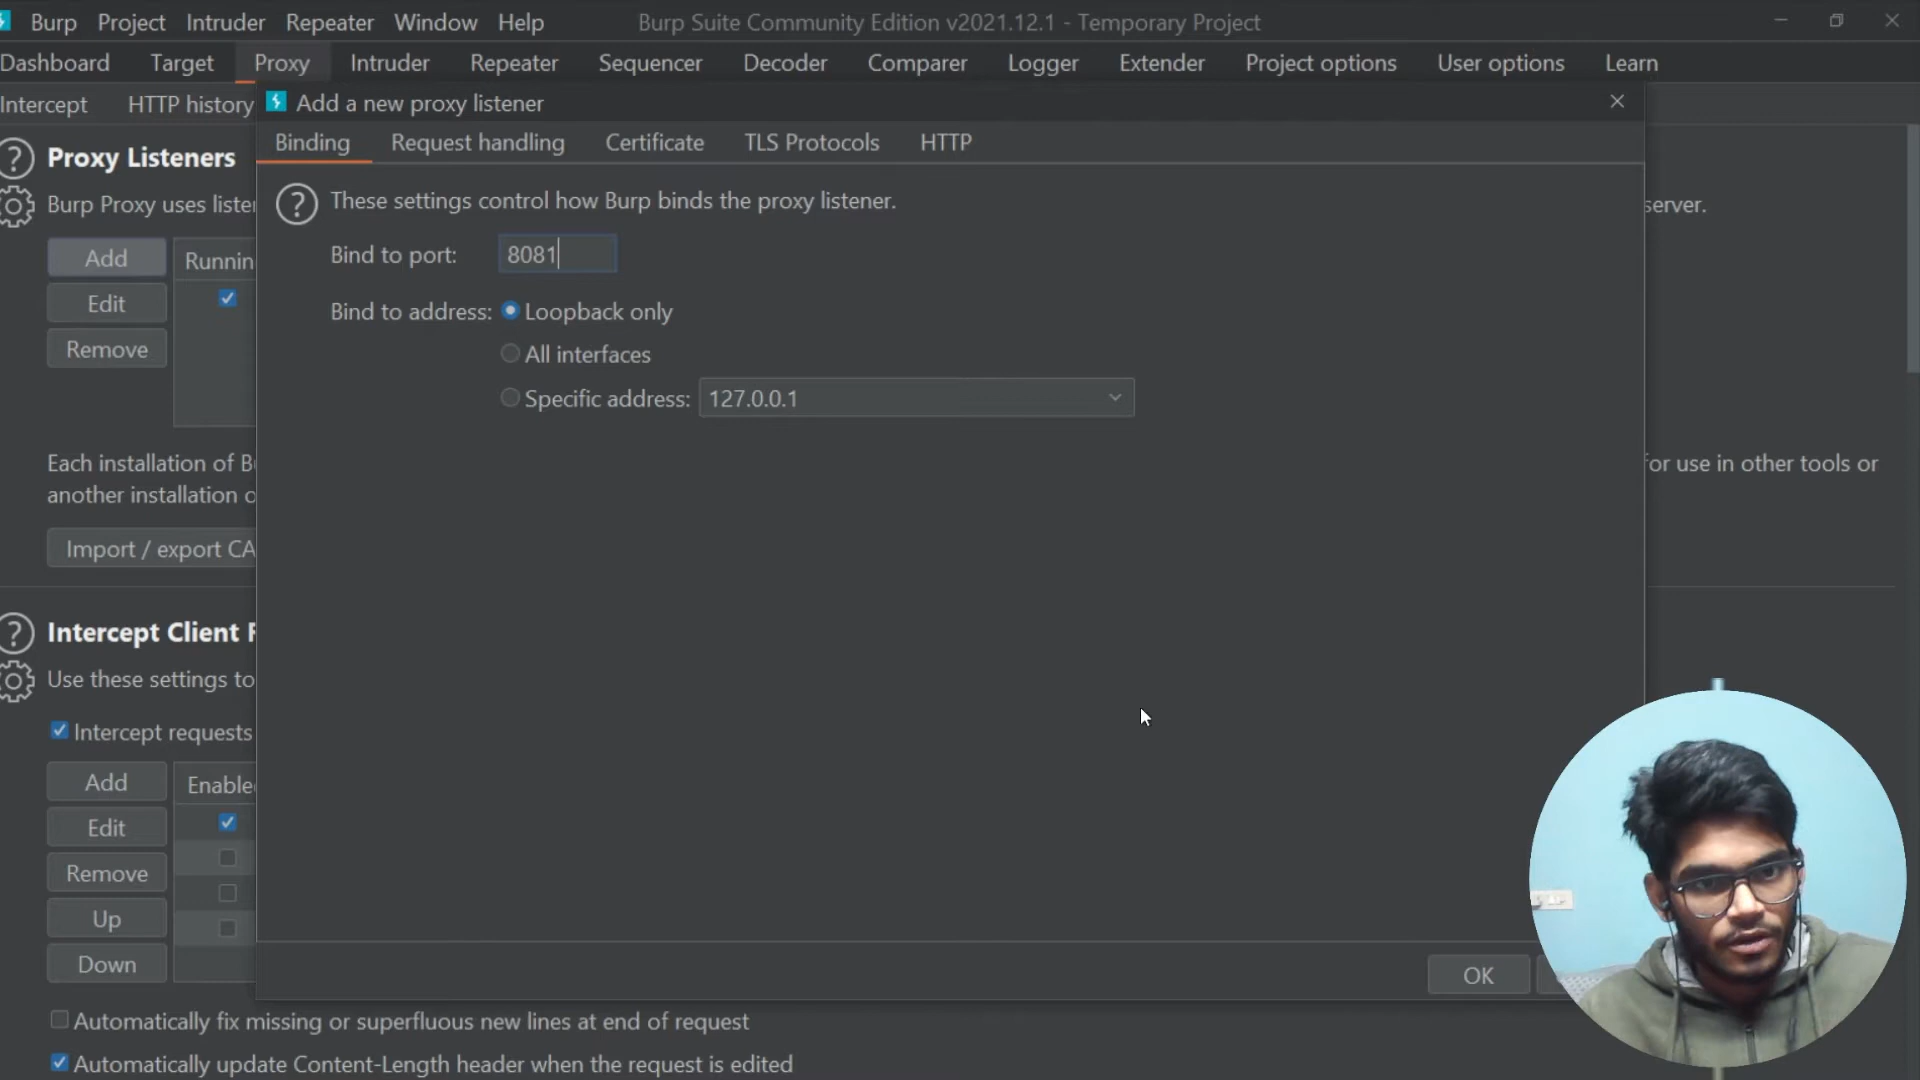 Burp Project Intruder Repeater Window Help Burp Suite Community Edition v2021.12.1 - Temporary Project
Dashboard Target Proxy Intruder Repeater Sequencer Decoder Comparer Logger Extender Project options User options Learn
Intercept HTTP history
Add a new proxy listener
Binding Request handling Certificate TLS Protocols HTTP
Proxy Listeners
Burp Proxy uses server.
These settings control how Burp binds the proxy listener.
Add
Edit
Remove
Bind to port: 8081
Bind to address: Loopback only
All interfaces
Specific address: 127.0.0.1
Each installation of for use in other tools or
another installation
Import / export CA
Intercept Client
Use these settings to
Intercept requests
Add
Edit
Remove
Up
Down
OK
Automatically fix missing or superfluous new lines at end of request
Automatically update Content-Length header when the request is edited